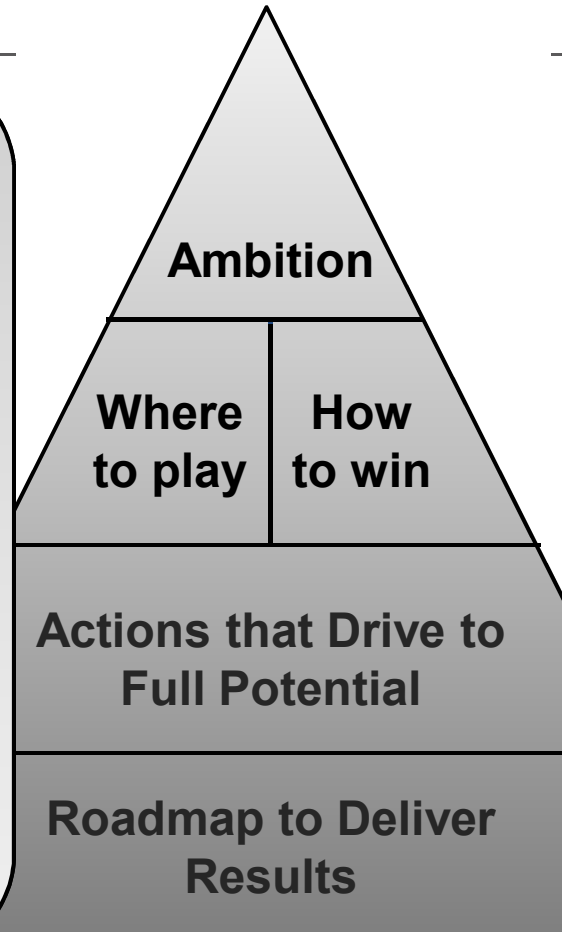 Ambition
Where
to play
How
to win
Actions that Drive to
Full Potential
Roadmap to Deliver
Results